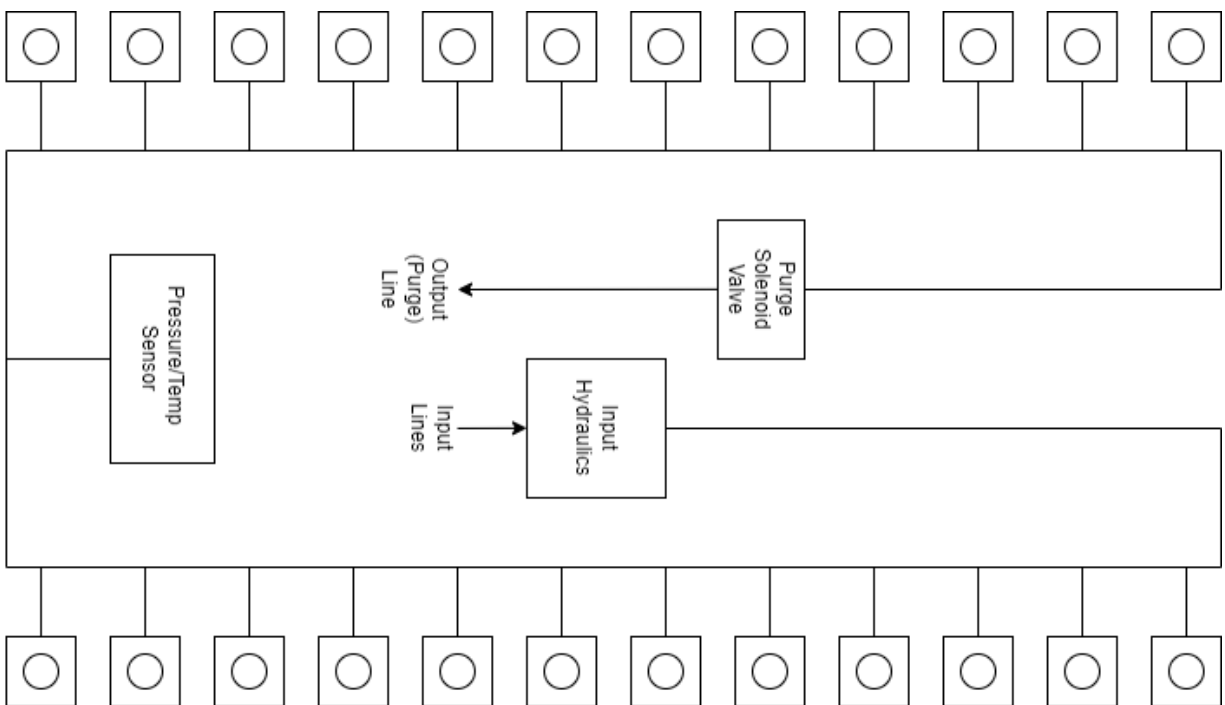 Purge
Solenoid
Valve
Output
(Purge)
Line
Pressure/Temp
Sensor
Input
Hydraulics
Input
Lines